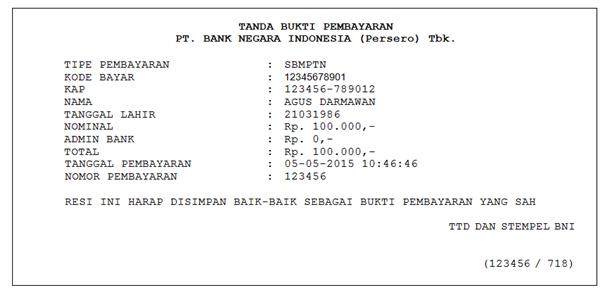 TANDA BUKTI PEMBAYARAN
PT. BANK NEGARA INDONESIA (Persero) Tbk.
TIPE PEMBAYARAN : SBMPTN
KODE BAYAR : 12345678901
KAP : 123456-789012
NAMA : AGUS DARMAWAN
TANGGAL LAHIR : 21031986
NOMINAL : Rp. 100.000,-
ADMIN BANK : Rp. 0,-
TOTAL : Rp. 100.000,-
TANGGAL PEMBAYARAN : 05-05-2015 10:46:46
NOMOR PEMBAYARAN : 123456
RESI INI HARAP DISIMPAN BAIK-BAIK SEBAGAI BUKTI PEMBAYARAN YANG SAH
TTD DAN STEMPEL BNI
(123456 / 718)